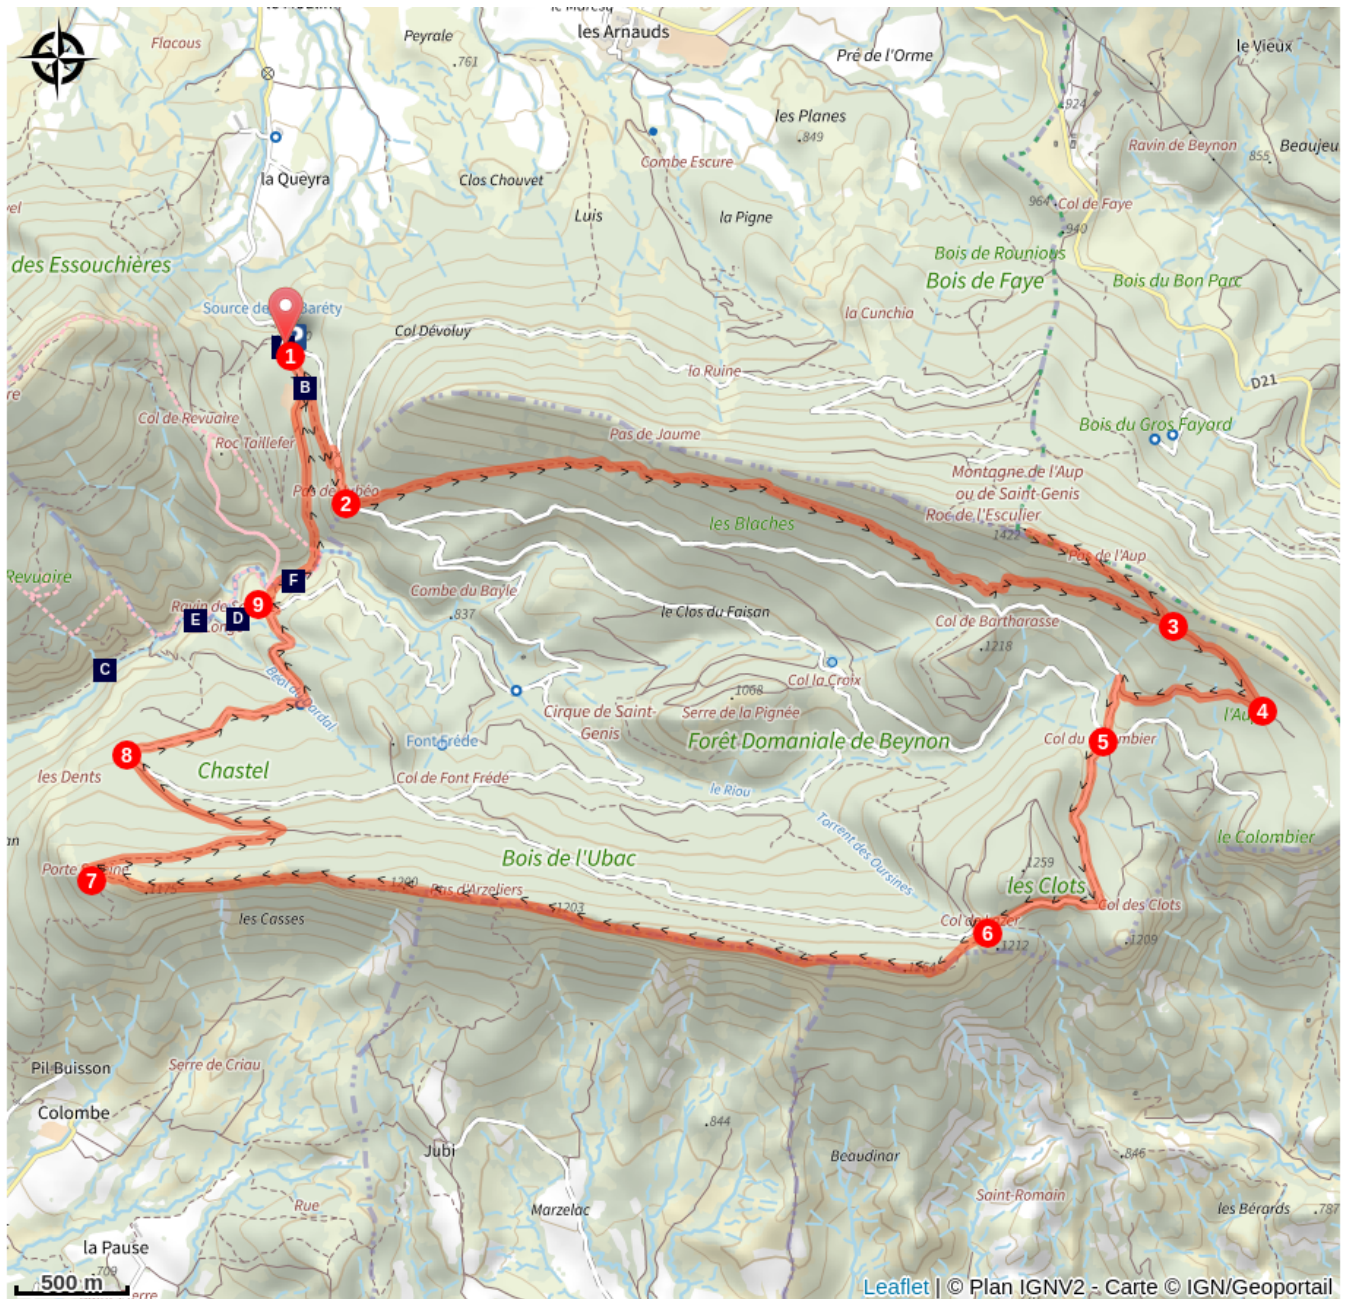 Flacous
Peyrale
.761
les Arnauds
Pré de l'Orme
le Vieux
924
les Planes
.849
Combe Escure
Ravin de Beynon
855
Beaujeu
la Queyra
Clos Chouvet
Luis
la Pigne
964
Col de Faye
.940
des Essouchières
Bois de Rounious
Bois de Faye
Bois du Bon Parc
Source de
Baréty
la Cunchia
Col Dévoluy
1
B
la Ruine
D21
Col de Revuaire
Roc Taillefer
Pas de Jaume
Bois du Gros Fayard
Montagne de l'Aup
ou de Saint-Genis
Roc de l'Esculier
2
les Blaches
1422
Pas de l'Aup
Revuaire
F
Combe du Bayle
.837
le Clos du Faisan
9
E
D
Col de Bartharasse
3
.1218
C
Col la Croix
.1068
Cirque de Saint-
Genis
Serre de la Pignée
4
Font Fréde
Forêt Domaniale de Beynon
5
8
les Dents
Chastel
Col de Font Fréde
le Riou
Torrent des Oursines
le Colombier
Bois de l'Ubac
.1259
les Clots
7
.1175
1200
Pas d'Arzeliers
.1203
les Casses
Col des Clots
6
.1212
.1209
Pil Buisson
Serre de Criau
Colombe
.844
Jubi
Beaudinar
.846
Saint-Romain
Rue
Marzelac
les Bérards
.787
la Pause
.709
500 m
Leaflet | © Plan IGNV2 - Carte © IGN/Geoportail